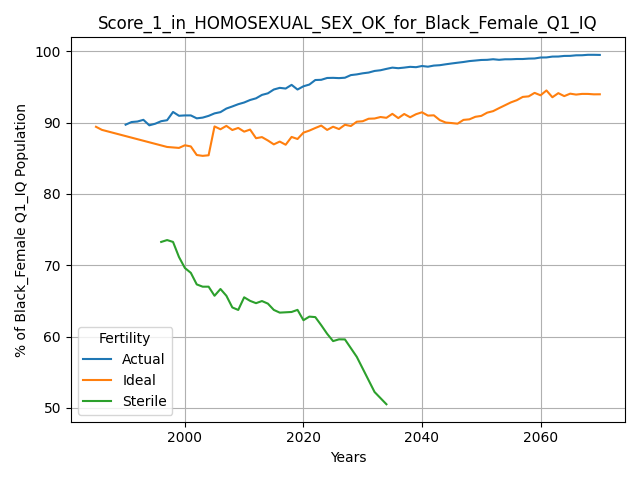 Score_1_in_HOMOSEXUAL_SEX_OK_for_Black_Female_Q1_IQ
% of Black_Female Q1_IQ Population
100
90
80
70
60
50
Fertility
Actual
Ideal
Sterile
2000
2020
2040
2060
Years